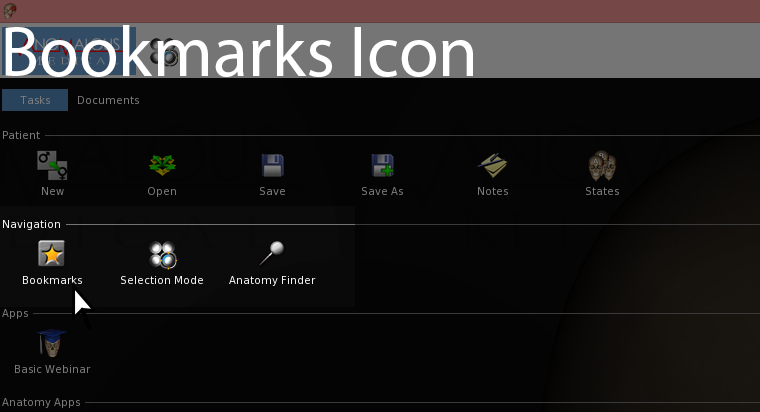 Bookmarks Icon
Tasks Documents
Patient
New Open Save Save As Notes States
Navigation
Bookmarks Selection Mode Anatomy Finder
Apps
Basic Webinar
Anatomy Apps